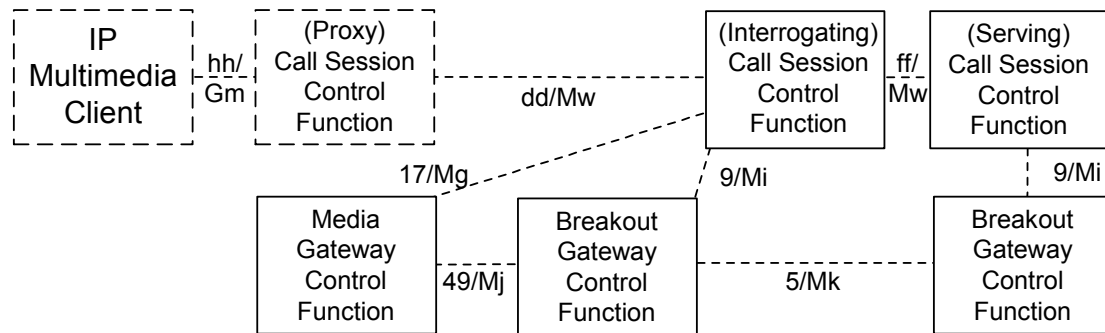 IP
Multimedia
Client
hh/
Gm
(Proxy)
Call Session
Control
Function
dd/Mw
(Interrogating)
Call Session
Control
Function
ff/
Mw
(Serving)
Call Session
Control
Function
17/Mg
9/Mi
9/Mi
Media
Gateway
Control
Function
49/Mj
Breakout
Gateway
Control
Function
5/Mk
Breakout
Gateway
Control
Function